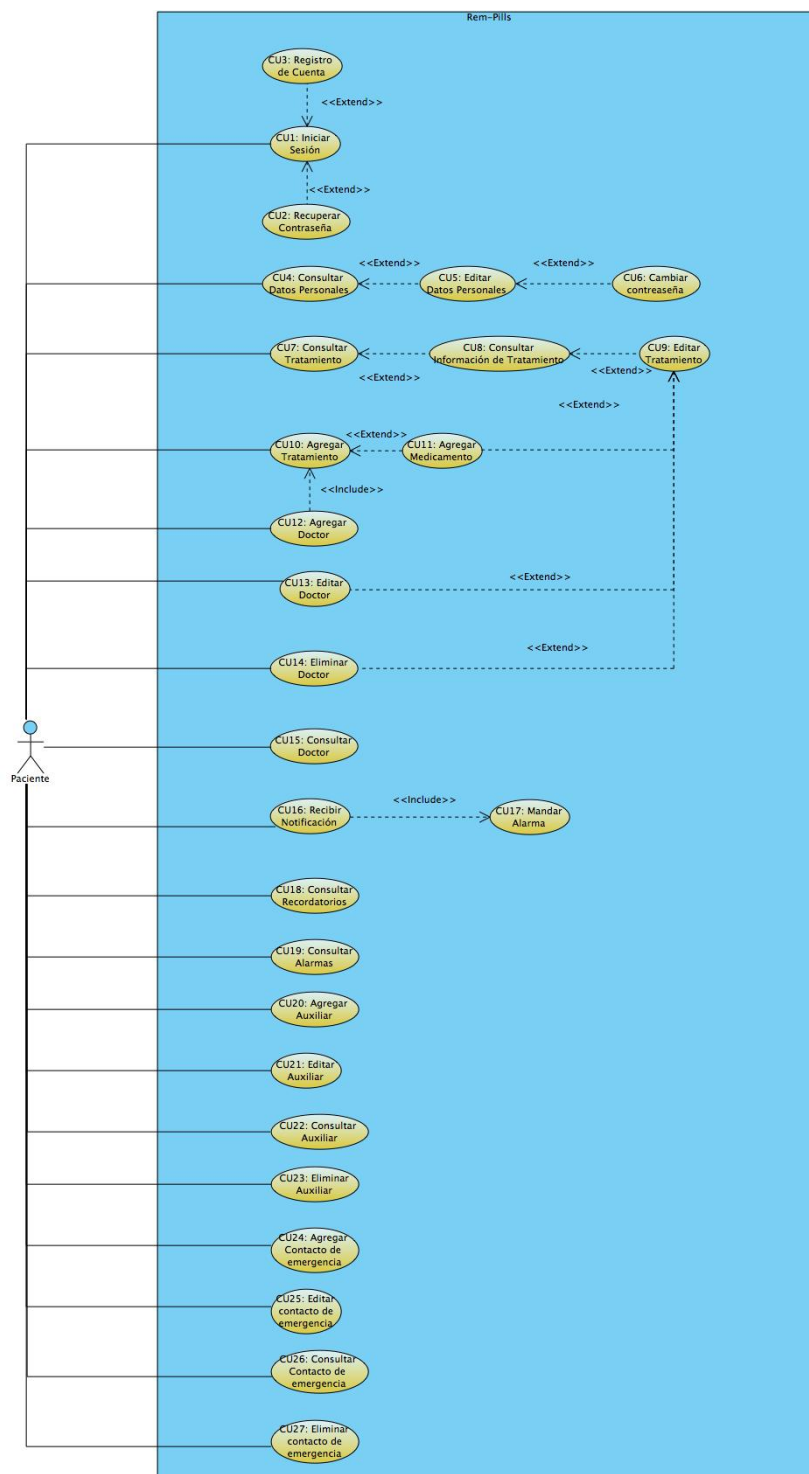 Rem-Pills
CU3: Registro
de Cuenta
<<Extend>>
CU1: Iniciar
Sesión
<<Extend>>
CU2: Recuperar
Contraseña
CU4: Consultar
Datos Personales
<<Extend>>
CU5: Editar
Datos Personales
<<Extend>>
CU6: Cambiar
contreaseña
CU7: Consultar
Tratamiento
<<Extend>>
CU8: Consultar
Información de Tratamiento
<<Extend>>
CU9: Editar
Tratamiento
<<Extend>>
CU10: Agregar
Tratamiento
<<Extend>>
CU11: Agregar
Medicamento
<<Include>>
CU12: Agregar
Doctor
CU13: Editar
Doctor
<<Extend>>
CU14: Eliminar
Doctor
<<Extend>>
Paciente
CU15: Consultar
Doctor
CU16: Recibir
Notificación
<<Include>>
CU17: Mandar
Alarma
CU18: Consultar
Recordatorios
CU19: Consultar
Alarmas
CU20: Agregar
Auxiliar
CU21: Editar
Auxiliar
CU22: Consultar
Auxiliar
CU23: Eliminar
Auxiliar
CU24: Agregar
Contacto de
emergencia
CU25: Editar
contacto de
emergencia
CU26: Consultar
Contacto de
emergencia
CU27: Eliminar
contacto de
emergencia